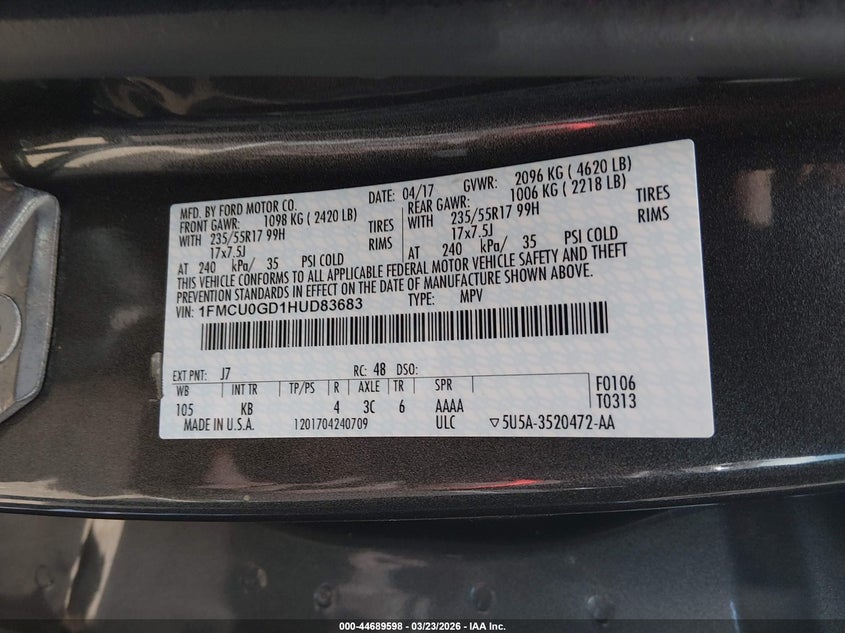 MFD. BY FORD MOTOR CO. DATE: 04/17 GVWR: 2096 KG ( 4620 LB)
FRONT GAWR: 1098 KG ( 2420 LB) REAR GAWR: 1006 KG ( 2218 LB)
WITH 235/55R17 99H TIRES WITH 235/55R17 99H TIRES
17x7.5J RIMS 17x7.5J RIMS
AT 240 kPa/ 35 PSI COLD AT 240 kPa/ 35 PSI COLD
THIS VEHICLE CONFORMS TO ALL APPLICABLE FEDERAL MOTOR VEHICLE SAFETY AND THEFT
PREVENTION STANDARDS IN EFFECT ON THE DATE OF MANUFACTURE SHOWN ABOVE.
VIN: 1FMCU0GD1HUD83683 TYPE: MPV
EXT PNT: J7 RC: 48 DSO:
WB INT TR TP/PS R AXLE TR SPR F0106
105 KB 4 3C 6 AAAA T0313
MADE IN U.S.A. 1201704240709 ULC ▽5U5A-3520472-AA
000-44689598 - 03/23/2026 - IAA Inc.